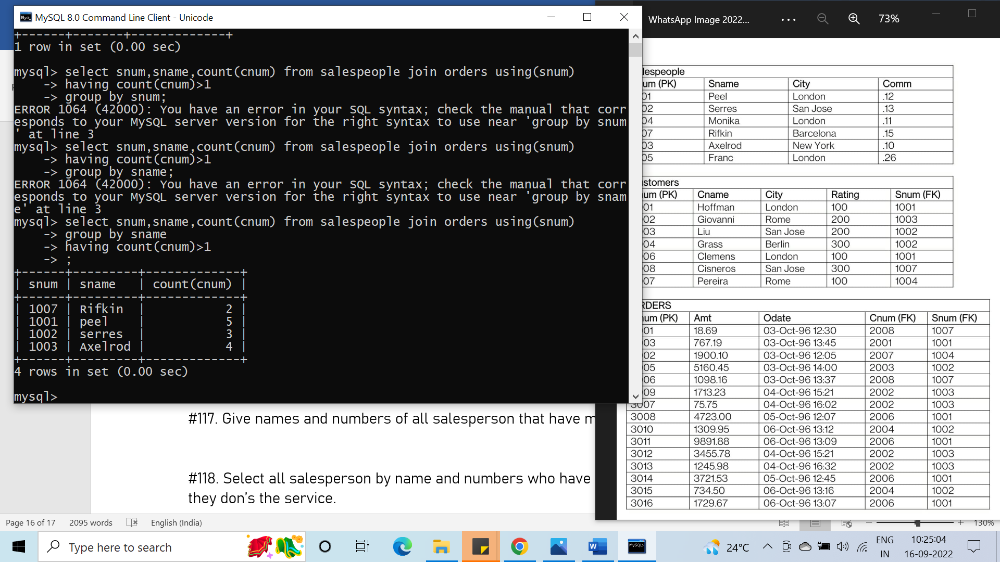 MySQL 8.0 Command Line Client - Unicode
1 row in set (0.00 sec)
mysql> select snum,sname,count(cnum) from salespeople join orders using(snum)
-> having count(cnum)>1
-> group by snum;
ERROR 1064 (42000): You have an error in your SQL syntax; check the manual that corr
esponds to your MySQL server version for the right syntax to use near 'group by snum
' at line 3
mysql> select snum,sname,count(cnum) from salespeople join orders using(snum)
-> having count(cnum)>1
-> group by sname;
ERROR 1064 (42000): You have an error in your SQL syntax; check the manual that corr
esponds to your MySQL server version for the right syntax to use near 'group by snam
e' at line 3
mysql> select snum,sname,count(cnum) from salespeople join orders using(snum)
-> group by sname
-> having count(cnum)>1
-> ;
| snum | sname | count(cnum) |
| 1007 | Rifkin | 2 |
| 1001 | peel | 5 |
| 1002 | serres | 3 |
| 1003 | Axelrod | 4 |
4 rows in set (0.00 sec)
mysql>
#117. Give names and numbers of all salesperson that have m
#118. Select all salesperson by name and numbers who have
they don's the service.
WhatsApp Image 2022... 73%
lespeople
um (PK) Sname City Comm
01 Peel London .12
02 Serres San Jose .13
04 Monika London .11
07 Rifkin Barcelona .15
03 Axelrod New York .10
05 Franc London .26
stomers
um (PK) Cname City Rating Snum (FK)
01 Hoffman London 100 1001
02 Giovanni Rome 200 1003
03 Liu San Jose 200 1002
04 Grass Berlin 300 1002
06 Clemens London 100 1001
08 Cisneros San Jose 300 1007
07 Pereira Rome 100 1004
RDERS
um (PK) Amt Odate Cnum (FK) Snum (FK)
01 18.69 03-Oct-96 12:30 2008 1007
03 767.19 03-Oct-96 13:45 2001 1001
02 1900.10 03-Oct-96 12:05 2007 1004
05 5160.45 03-Oct-96 14:00 2003 1002
06 1098.16 03-Oct-96 13:37 2008 1007
09 1713.23 04-Oct-96 15:21 2002 1003
3007 75.75 04-Oct-96 16:02 2002 1003
3008 4723.00 05-Oct-96 12:07 2006 1001
3010 1309.95 06-Oct-96 13:12 2004 1002
3011 9891.88 06-Oct-96 13:09 2006 1001
3012 3455.78 04-Oct-96 15:21 2002 1003
3013 1245.98 04-Oct-96 16:32 2002 1003
3014 3721.53 05-Oct-96 12:45 2006 1001
3015 734.50 06-Oct-96 13:16 2004 1002
3016 1729.67 06-Oct-96 13:07 2006 1001
Page 16 of 17 2095 words English (India) 130%
Type here to search
MySQL
24°C
ENG
IN
10:25:04
16-09-2022